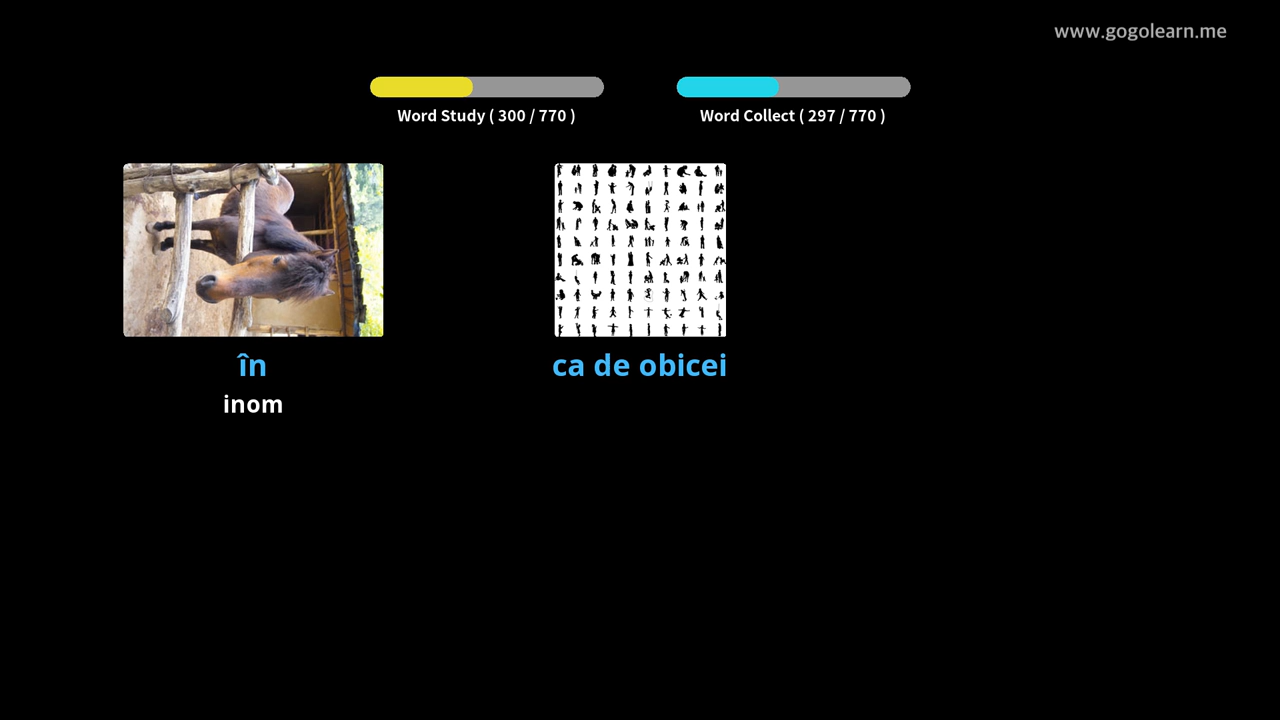 www.gogolearn.me
Word Study ( 300 / 770 )
Word Collect ( 297 / 770 )
în
inom
ca de obicei